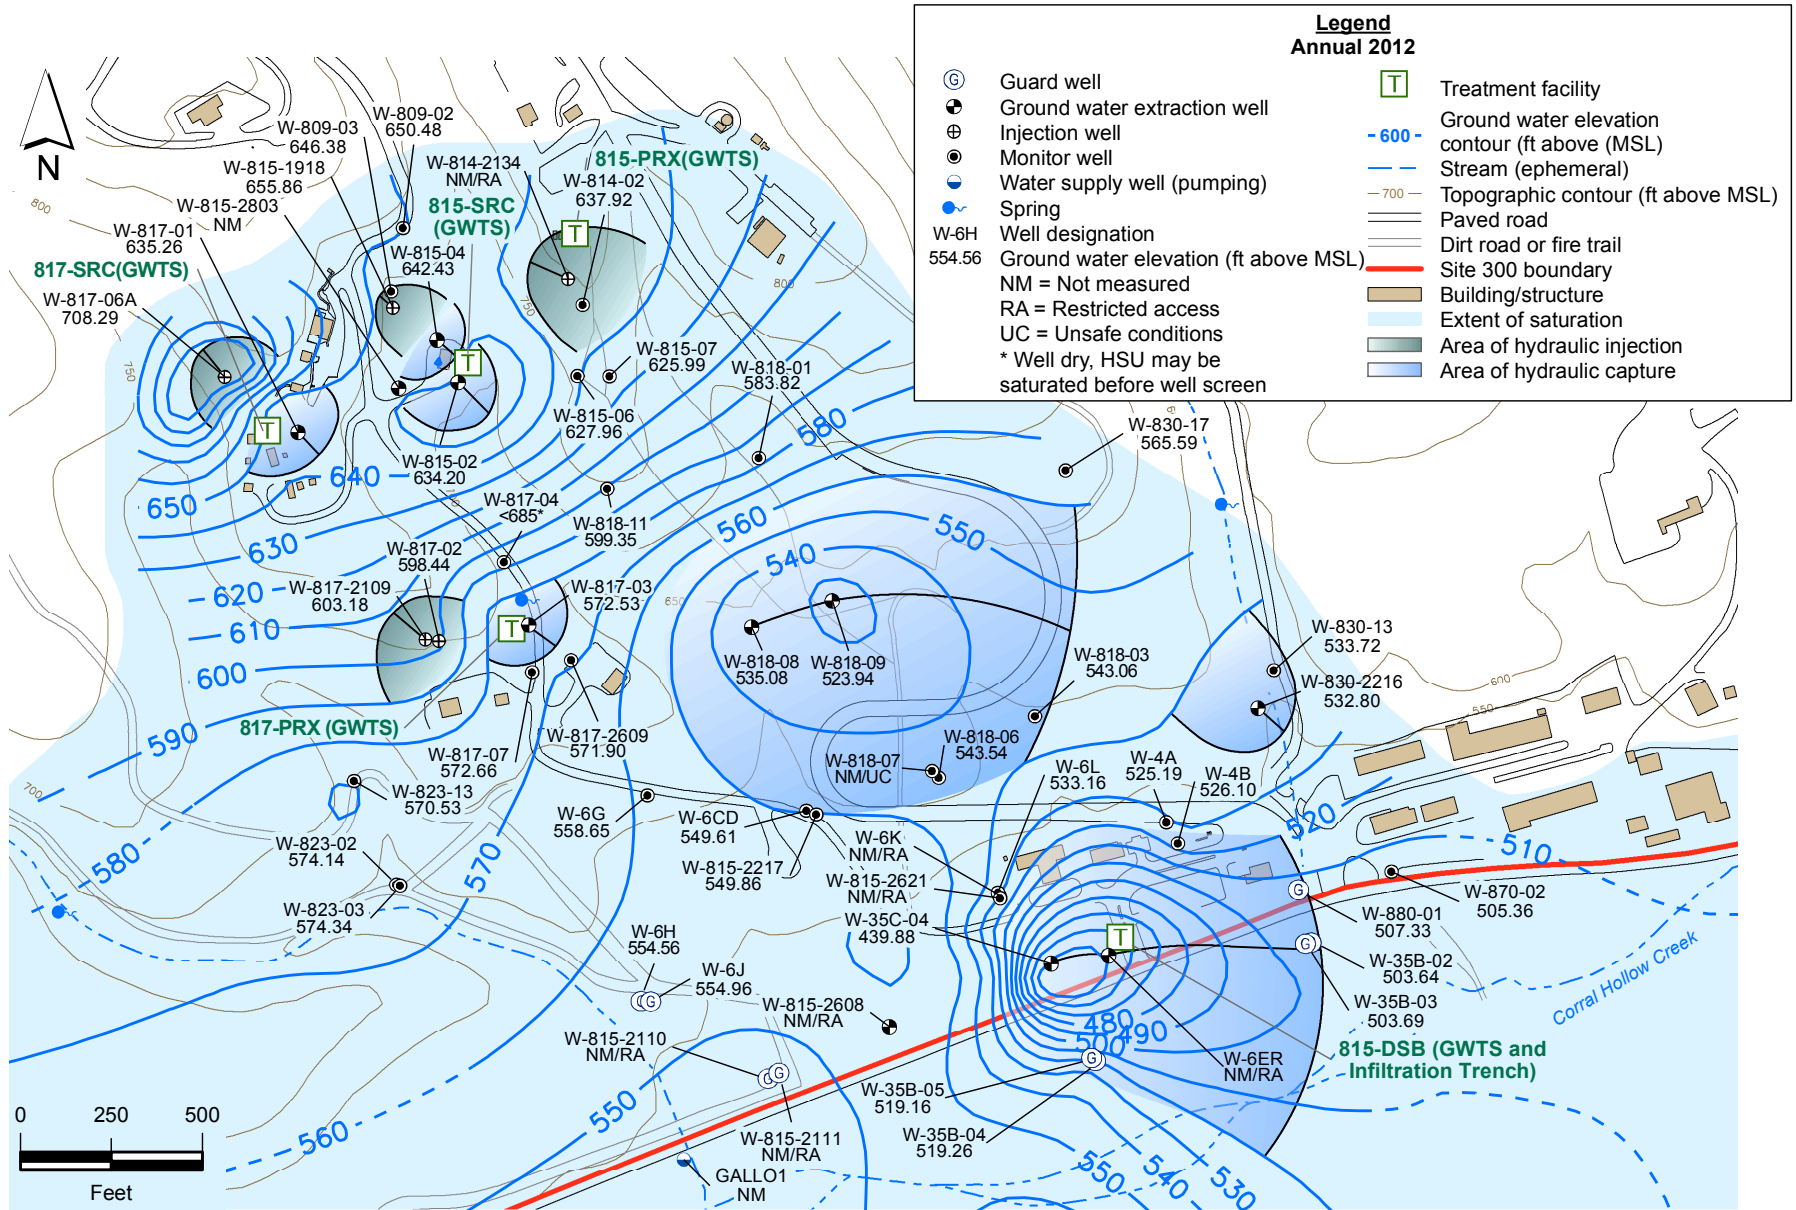 Legend
Annual 2012
G
Guard well
Ground water extraction well
Injection well
Monitor well
Water supply well (pumping)
Spring
W-6H
Well designation
554.56
Ground water elevation (ft above MSL)
NM = Not measured
RA = Restricted access
UC = Unsafe conditions
* Well dry, HSU may be
saturated before well screen
T
Treatment facility
600
Ground water elevation
contour (ft above (MSL)
Stream (ephemeral)
700
Topographic contour (ft above MSL)
Paved road
Dirt road or fire trail
Site 300 boundary
Building/structure
Extent of saturation
Area of hydraulic injection
Area of hydraulic capture
N
W-809-02
650.48
W-809-03
646.38
W-815-1918
655.86
W-815-2803
NM
W-817-01
635.26
817-SRC(GWTS)
W-817-06A
708.29
W-814-2134
NM/RA
815-SRC
(GWTS)
W-815-04
642.43
815-PRX(GWTS)
W-814-02
637.92
800
750
750
800
T
T
T
W-815-07
625.99
W-818-01
583.82
W-815-06
627.96
W-815-02
634.20
W-830-17
565.59
580
640
650
W-817-04
<685*
W-818-11
599.35
560
550
540
630
W-817-02
598.44
W-817-2109
603.18
620
610
600
W-817-03
572.53
T
650
W-818-08
535.08
W-818-09
523.94
W-818-03
543.06
W-830-13
533.72
W-830-2216
532.80
600
550
817-PRX (GWTS)
590
W-817-2609
571.90
W-817-07
572.66
W-818-06
543.54
W-818-07
NM/UC
W-6L
533.16
W-4A
525.19
W-4B
526.10
700
W-823-13
570.53
W-6G
558.65
W-6CD
549.61
W-6K
NM/RA
520
510
580
W-823-02
574.14
570
W-815-2217
549.86
W-815-2621
NM/RA
W-870-02
505.36
W-823-03
574.34
W-35C-04
439.88
G
W-880-01
507.33
W-6H
554.56
W-6J
554.96
T
G
W-35B-02
503.64
W-35B-03
503.69
Corral Hollow Creek
G
W-815-2608
NM/RA
480
490
500
W-815-2110
NM/RA
G
G
W-6ER
NM/RA
815-DSB (GWTS and
Infiltration Trench)
W-35B-05
519.16
W-35B-04
519.26
550
560
W-815-2111
NM/RA
GALLO1
NM
550
540
530
0
250
500
Feet